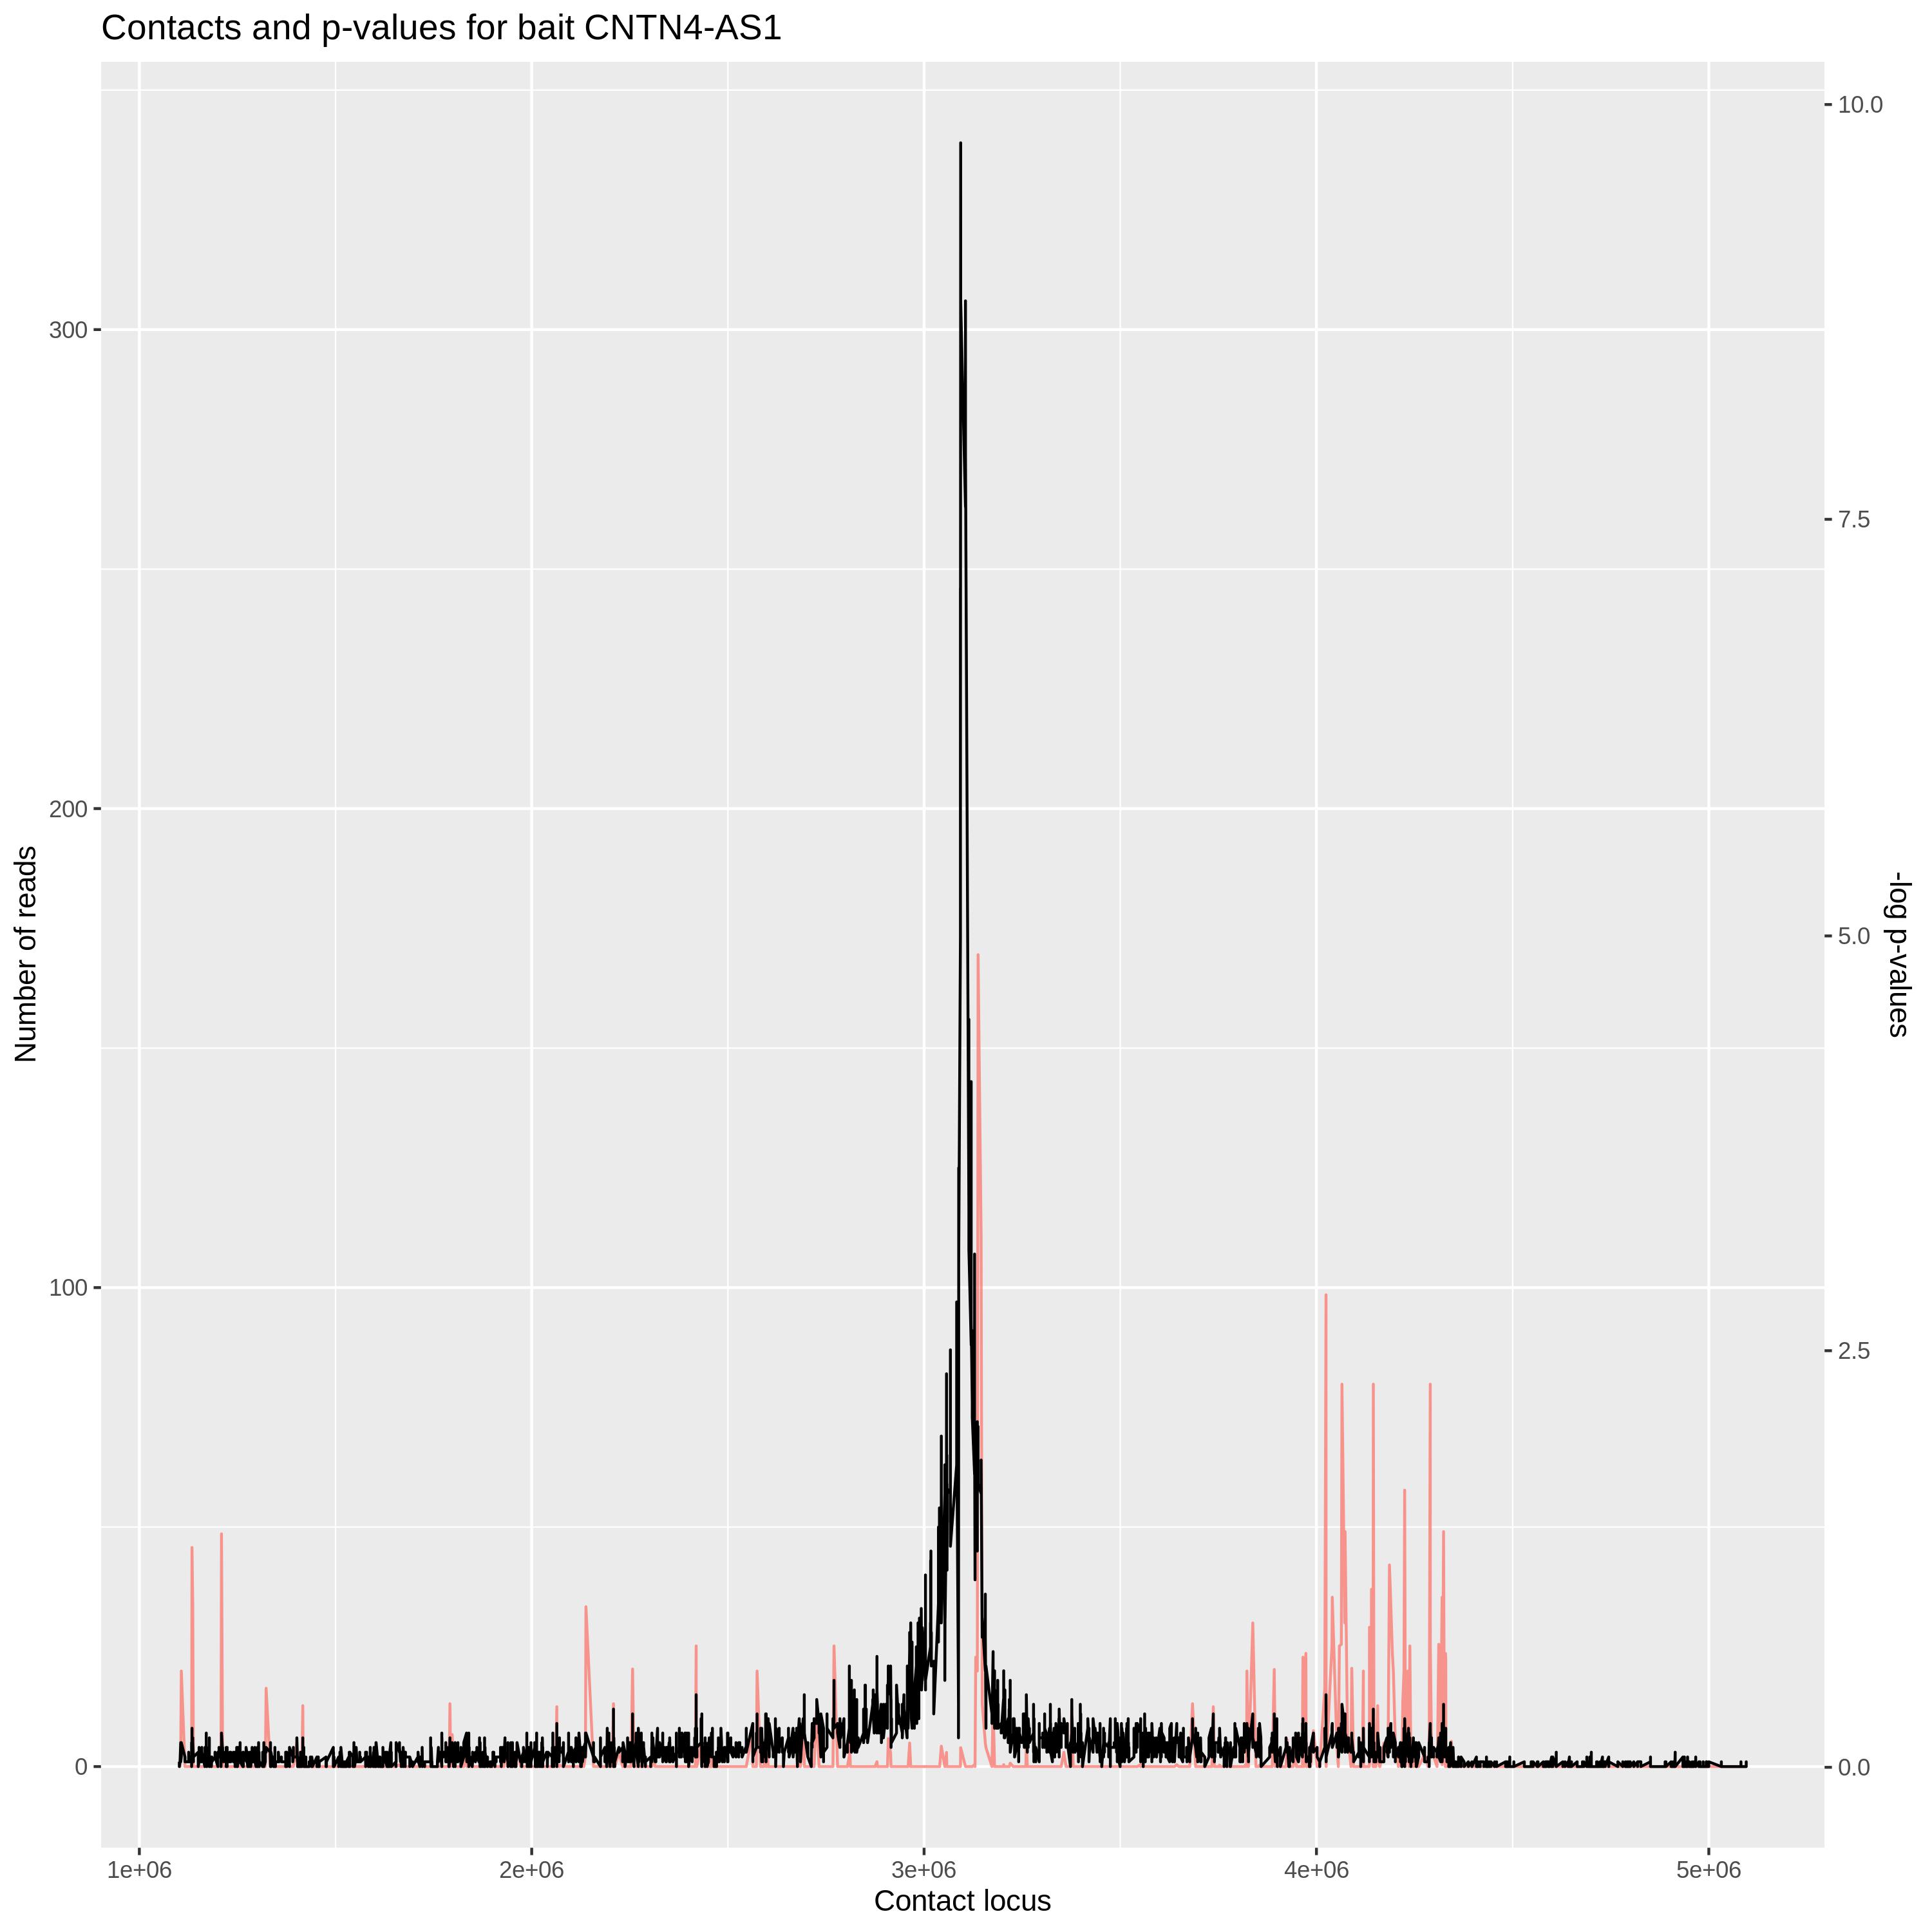 Contacts and p-values for bait CNTN4-AS1
300
200
100
0
Number of reads
10.0
7.5
5.0
2.5
0.0
-log p-values
1e+06
2e+06
3e+06
4e+06
5e+06
Contact locus